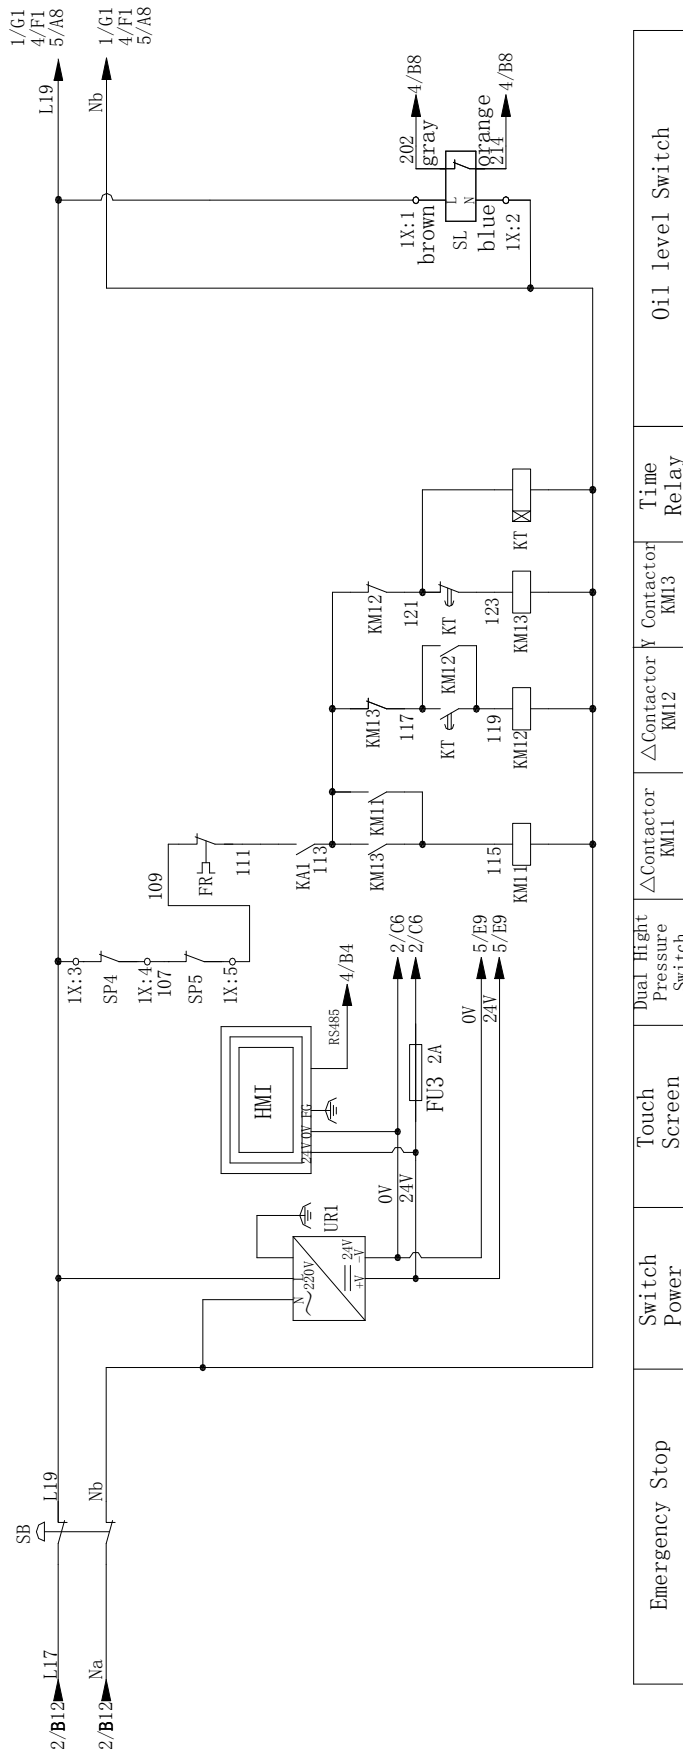 2/B12
L17
SB
L19
2/B12
Na
Nb
L19
1/G1
4/F1
5/A8
Nb
1/G1
4/F1
5/A8
N
L
220V
24V
+V
-V
UR1
HMI
24V
0V
FG
RS485
4/B4
0V
24V
FU3 2A
2/C6
2/C6
0V
24V
5/E9
5/E9
1X:3
SP4
1X:4
107
SP5
1X:5
109
FR
111
KA1
113
KM13
KM11
115
KM11
KM13
117
KT
KM12
119
KM12
KM12
121
KT
123
KM13
KT
1X:1
brown
202
gray
4/B8
SL
L
N
blue
1X:2
orange
214
4/B8
Emergency Stop
Switch
Power
Touch
Screen
Dual Hight
Pressure
Switch
△Contactor
KM11
△Contactor
KM12
Y Contactor
KM13
Time
Relay
Oil level Switch